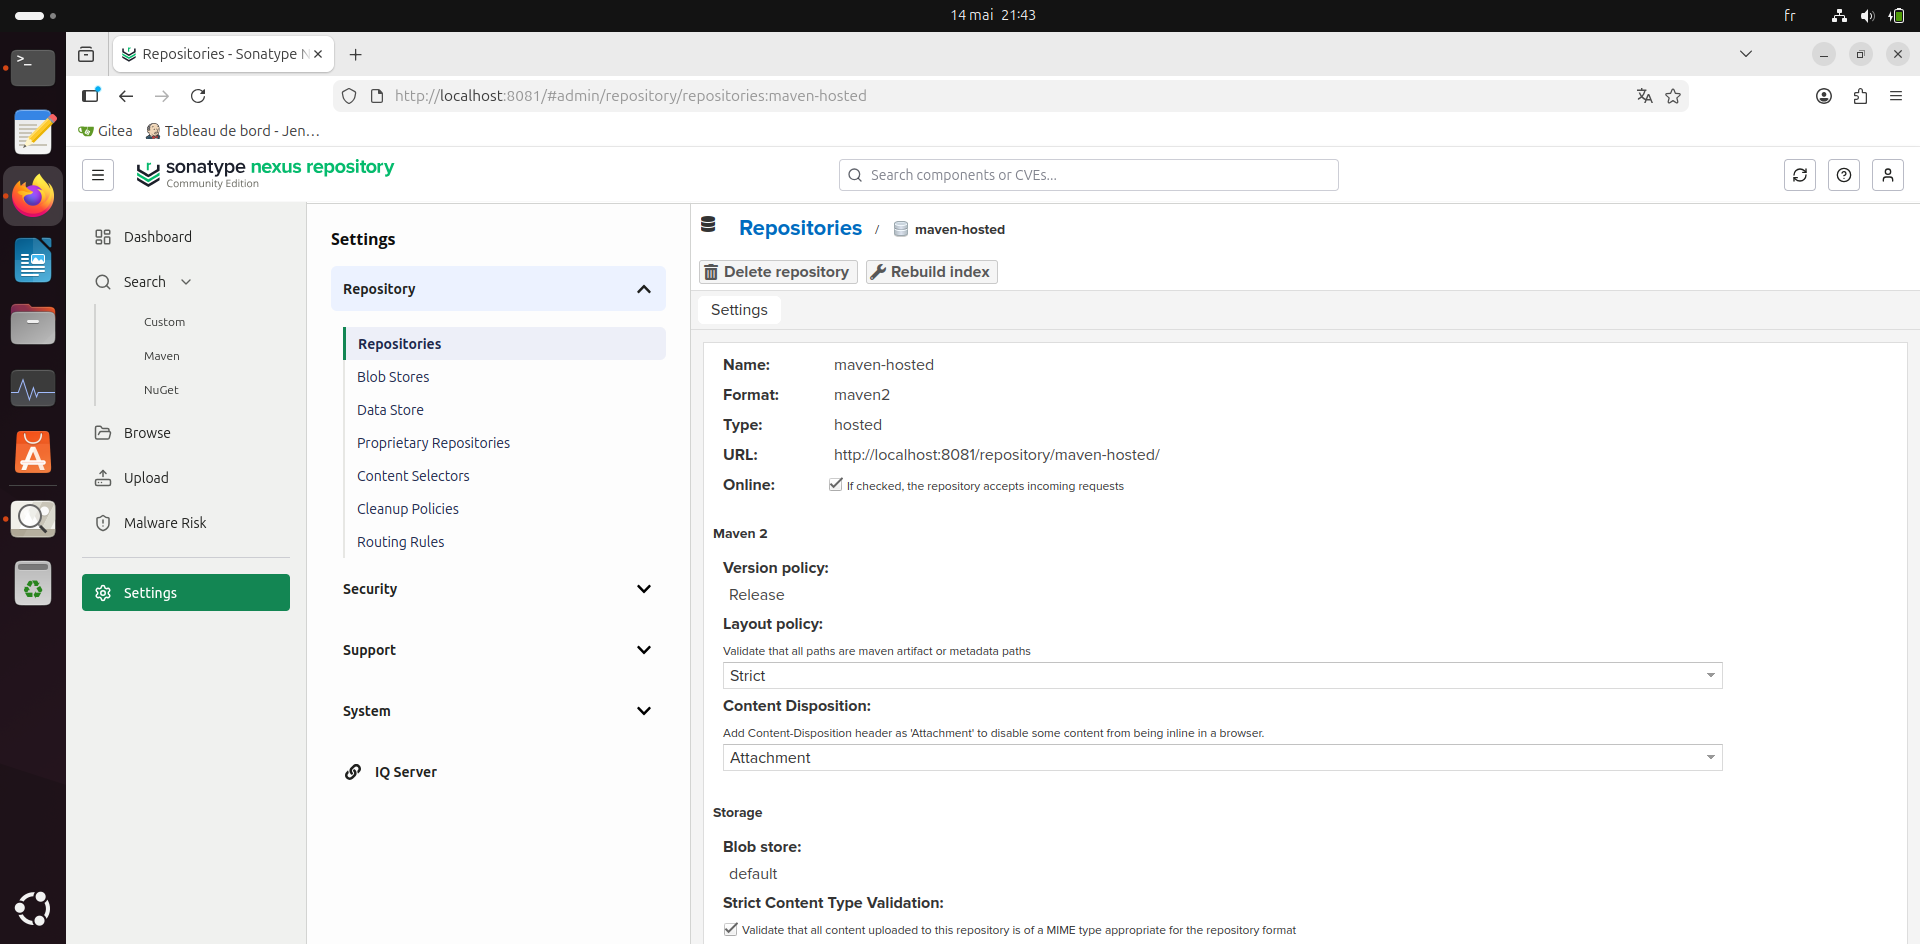 14 mai 21:43
fr
Repositories - Sonatype N
http://localhost:8081/#admin/repository/repositories:maven-hosted
Gitea
Tableau de bord - Jen…
sonatype nexus repository
Community Edition
Search components or CVEs...
Dashboard
Search
Custom
Maven
NuGet
Browse
Upload
Malware Risk
Settings
Settings
Repository
Repositories
Blob Stores
Data Store
Proprietary Repositories
Content Selectors
Cleanup Policies
Routing Rules
Security
Support
System
IQ Server
Repositories / maven-hosted
Delete repository
Rebuild index
Settings
Name: maven-hosted
Format: maven2
Type: hosted
URL: http://localhost:8081/repository/maven-hosted/
Online: If checked, the repository accepts incoming requests
Maven 2
Version policy:
Release
Layout policy:
Validate that all paths are maven artifact or metadata paths
Strict
Content Disposition:
Add Content-Disposition header as 'Attachment' to disable some content from being inline in a browser.
Attachment
Storage
Blob store:
default
Strict Content Type Validation:
Validate that all content uploaded to this repository is of a MIME type appropriate for the repository format